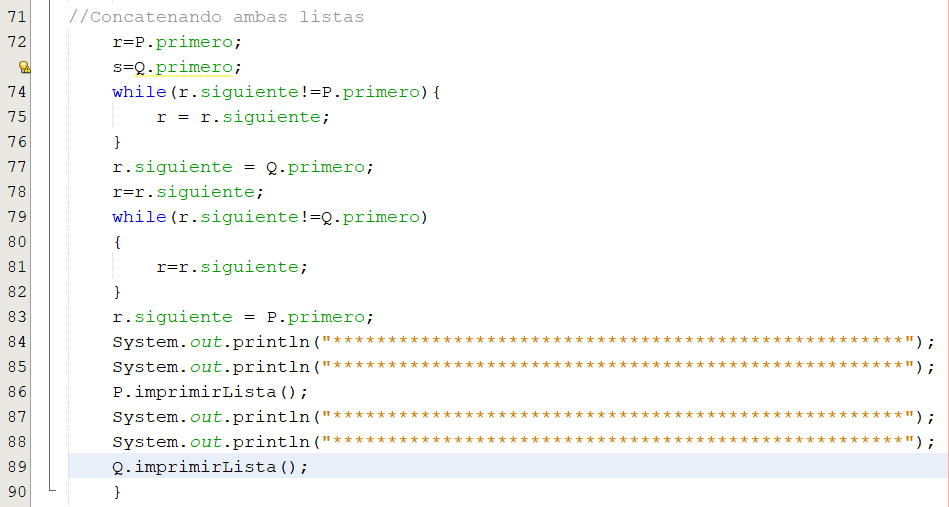 71 //Concatenando ambas listas
72 r=P.primero;
s=Q.primero;
74 while(r.siguiente!=P.primero){
75 r = r.siguiente;
76 }
77 r.siguiente = Q.primero;
78 r=r.siguiente;
79 while(r.siguiente!=Q.primero)
80 {
81 r=r.siguiente;
82 }
83 r.siguiente = P.primero;
84 System.out.println("****************************************************");
85 System.out.println("****************************************************");
86 P.imprimirLista();
87 System.out.println("****************************************************");
88 System.out.println("****************************************************");
89 Q.imprimirLista();
90 }